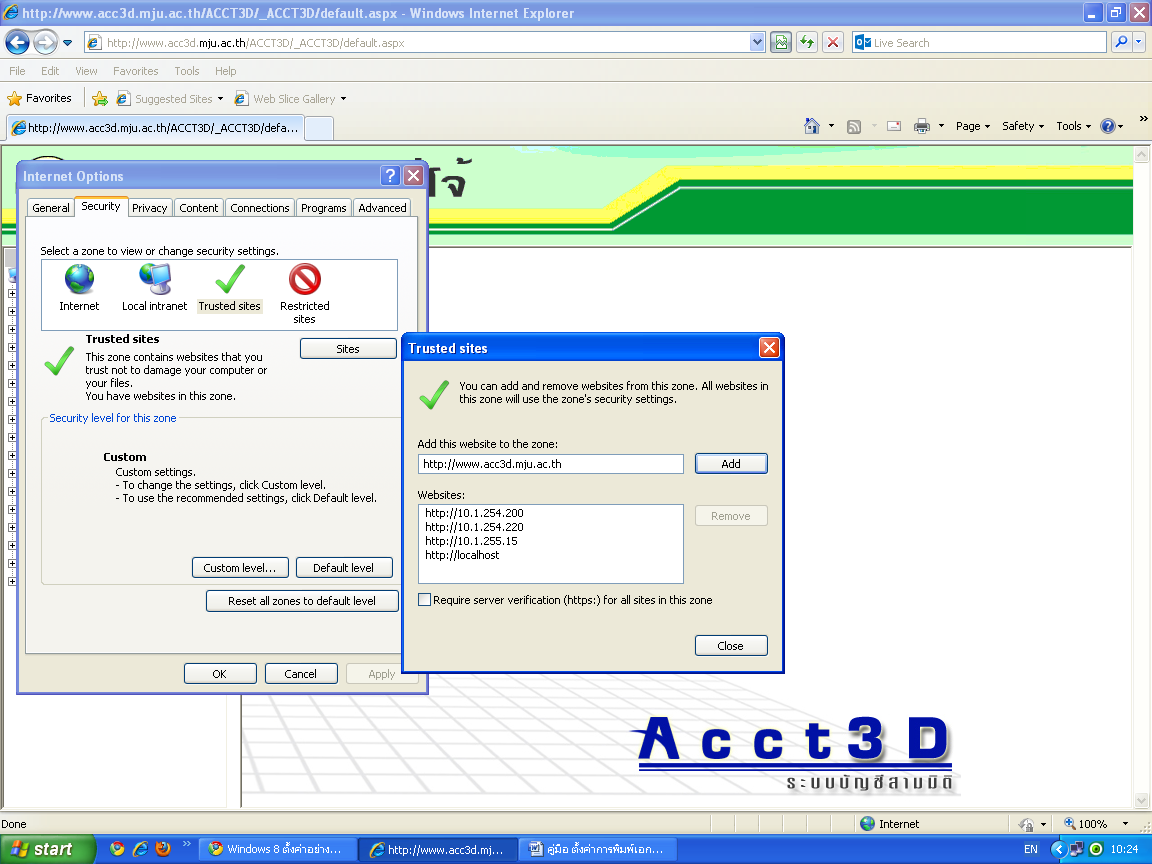 http://www.acc3d.mju.ac.th/ACCT3D/_ACCT3D/default.aspx - Windows Internet Explorer
http://www.acc3d.mju.ac.th/ACCT3D/_ACCT3D/default.aspx
Live Search
File Edit View Favorites Tools Help
Favorites Suggested Sites Web Slice Gallery
http://www.acc3d.mju.ac.th/ACCT3D/_ACCT3D/defa...
Page Safety Tools
Internet Options
General Security Privacy Content Connections Programs Advanced
Select a zone to view or change security settings.
Internet Local intranet Trusted sites Restricted sites
Trusted sites
Sites
This zone contains websites that you
trust not to damage your computer or
your files.
You have websites in this zone.
Security level for this zone
Custom
Custom settings.
- To change the settings, click Custom level.
- To use the recommended settings, click Default level.
Custom level... Default level
Reset all zones to default level
OK Cancel Apply
Trusted sites
You can add and remove websites from this zone. All websites in
this zone will use the zone's security settings.
Add this website to the zone:
http://www.acc3d.mju.ac.th Add
Websites:
http://10.1.254.200
http://10.1.254.220
http://10.1.255.15
http://localhost
Remove
Require server verification (https:) for all sites in this zone
Close
Acct3D
ระบบบัญชีสามมิติ
Done Internet 100%
start Windows 8 ตั้งค่าอย่าง... http://www.acc3d.mj... คู่มือ ตั้งค่าการพิมพ์เอก... EN 10:24